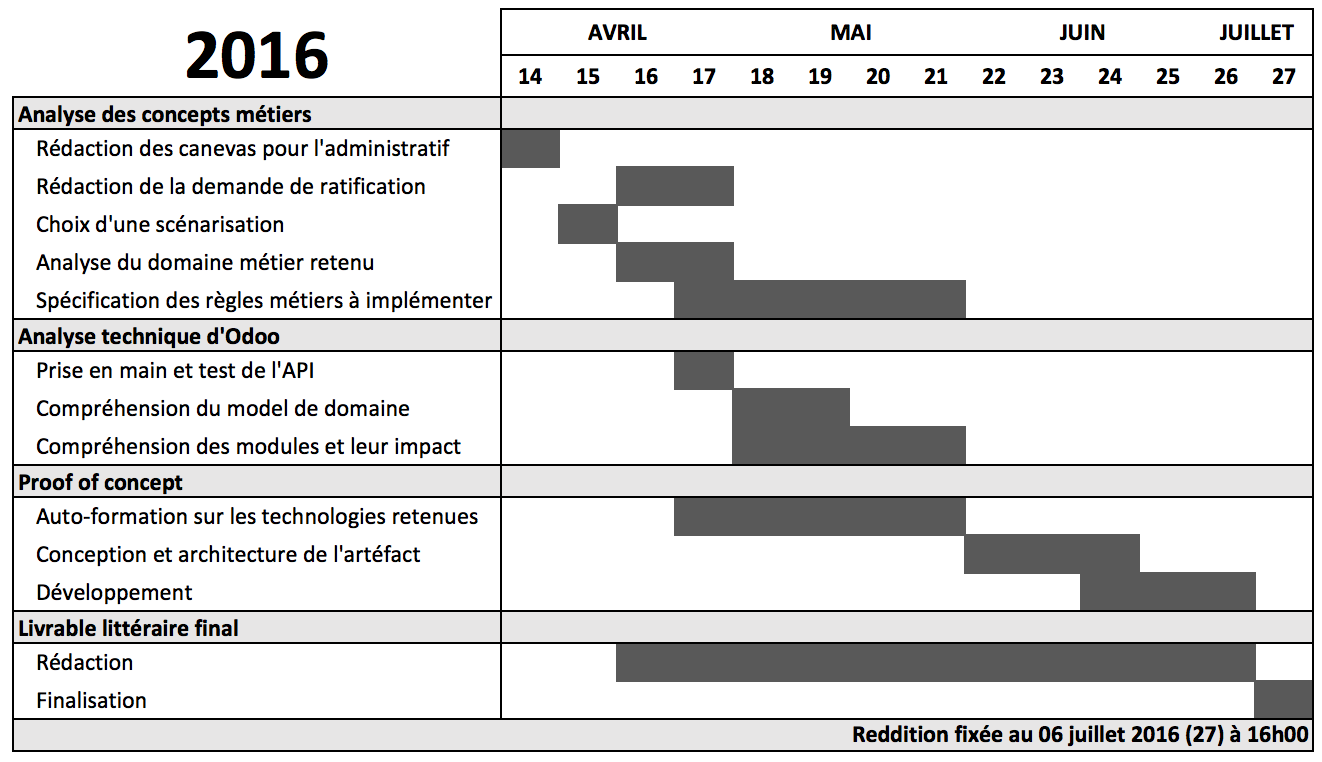 2016
AVRIL MAI JUIN JUILLET
14 15 16 17 18 19 20 21 22 23 24 25 26 27
Analyse des concepts métiers
Rédaction des canevas pour l'administratif
Rédaction de la demande de ratification
Choix d'une scénarisation
Analyse du domaine métier retenu
Spécification des règles métiers à implémenter
Analyse technique d'Odoo
Prise en main et test de l'API
Compréhension du model de domaine
Compréhension des modules et leur impact
Proof of concept
Auto-formation sur les technologies retenues
Conception et architecture de l'artéfact
Développement
Livrable littéraire final
Rédaction
Finalisation
Reddition fixée au 06 juillet 2016 (27) à 16h00